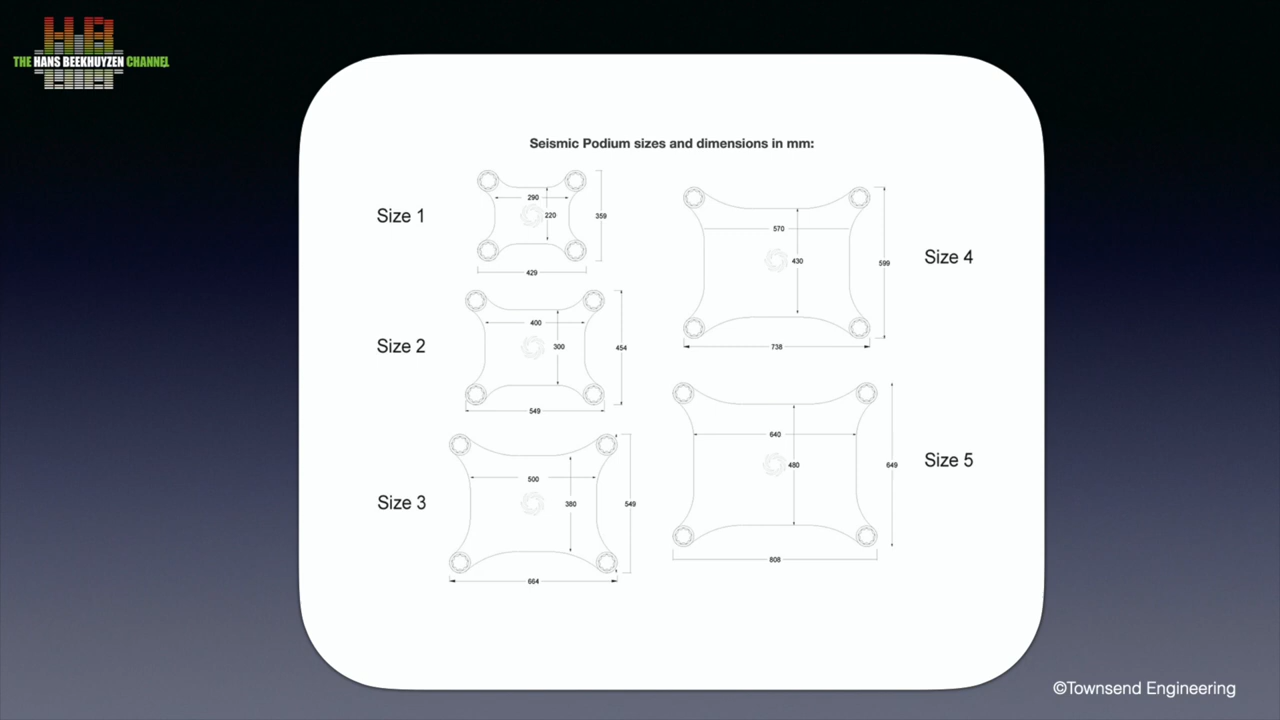 THE HANS BEEKHUYZEN CHANNEL
Seismic Podium sizes and dimensions in mm:
Size 1
290
220
359
429
Size 2
400
300
454
549
Size 3
500
380
549
664
570
430
599
738
Size 4
640
480
649
808
Size 5
©Townsend Engineering